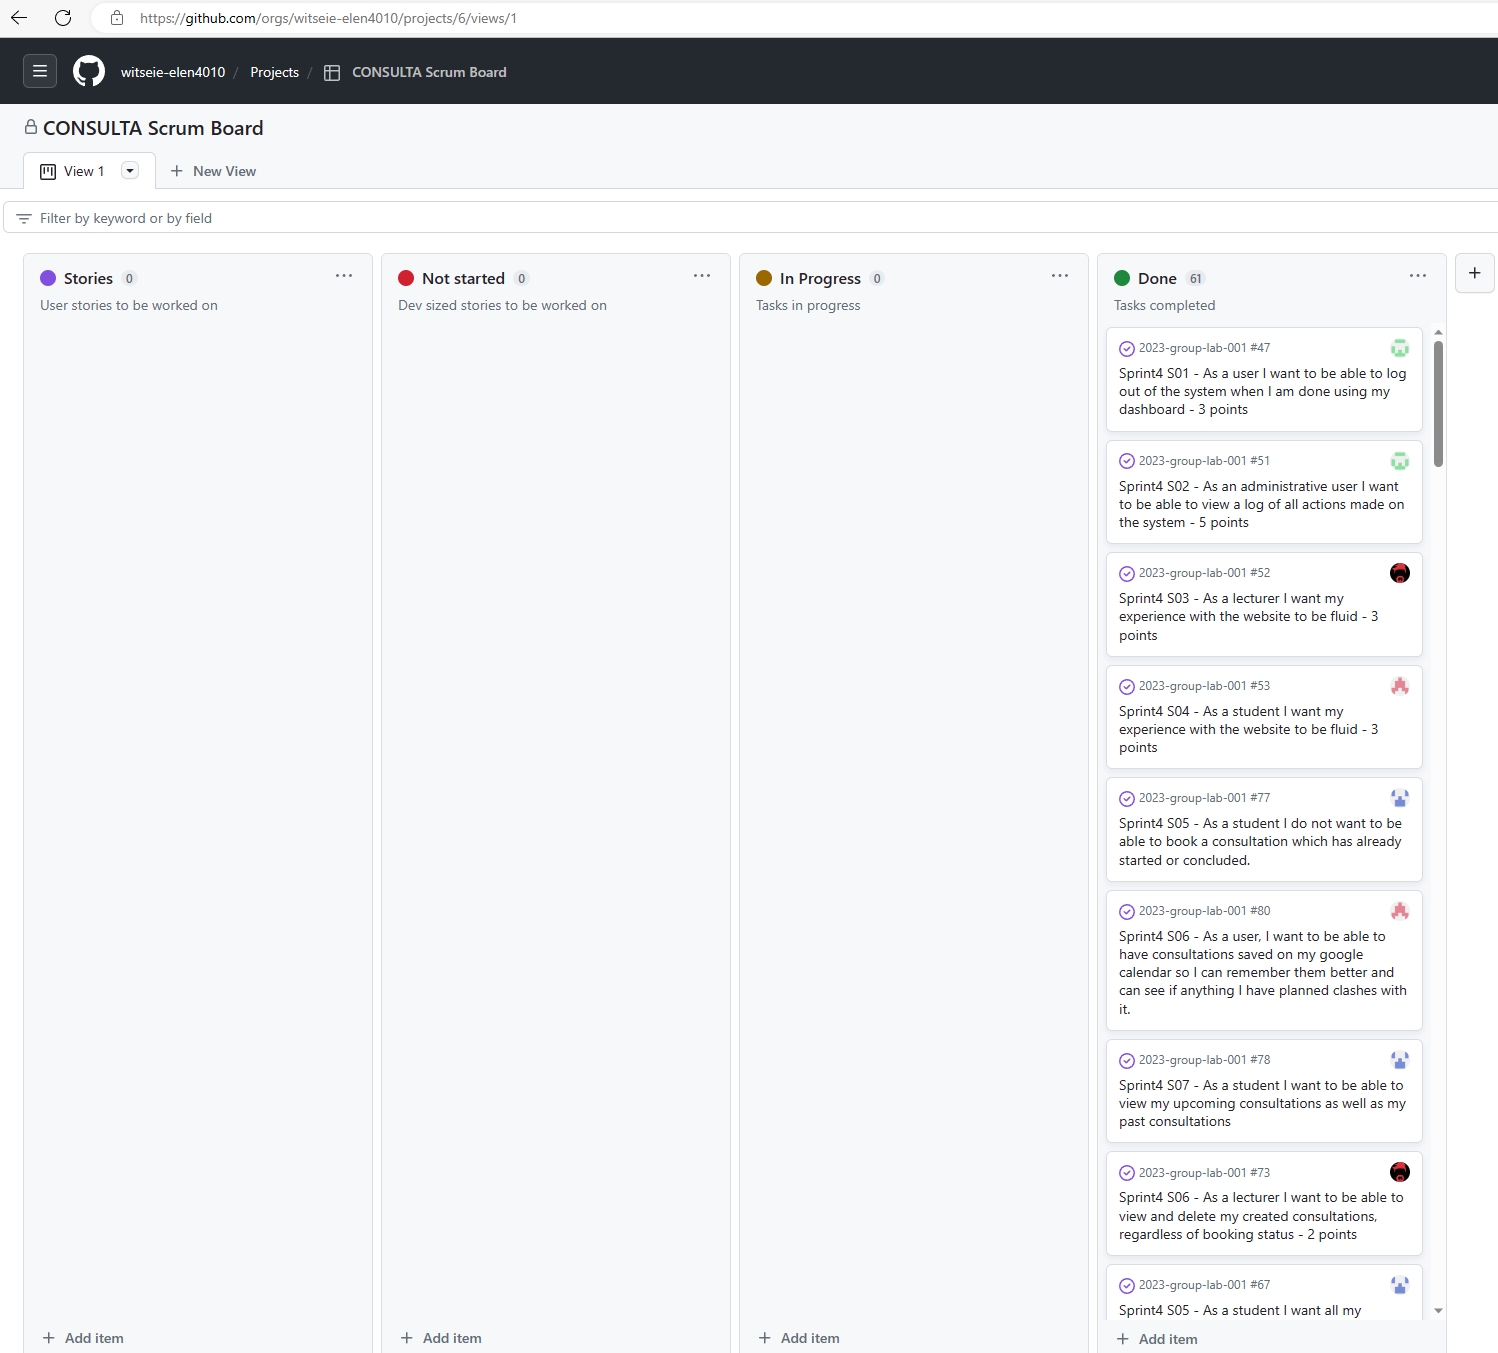 https://github.com/orgs/witseie-elen4010/projects/6/views/1
witseie-elen4010 / Projects / CONSULTA Scrum Board
CONSULTA Scrum Board
View 1
New View
Filter by keyword or by field
Stories 0
User stories to be worked on
Add item
Not started 0
Dev sized stories to be worked on
Add item
In Progress 0
Tasks in progress
Add item
Done 61
Tasks completed
2023-group-lab-001 #47
Sprint4 S01 - As a user I want to be able to log
out of the system when I am done using my
dashboard - 3 points
2023-group-lab-001 #51
Sprint4 S02 - As an administrative user I want
to be able to view a log of all actions made on
the system - 5 points
2023-group-lab-001 #52
Sprint4 S03 - As a lecturer I want my
experience with the website to be fluid - 3
points
2023-group-lab-001 #53
Sprint4 S04 - As a student I want my
experience with the website to be fluid - 3
points
2023-group-lab-001 #77
Sprint4 S05 - As a student I do not want to be
able to book a consultation which has already
started or concluded.
2023-group-lab-001 #80
Sprint4 S06 - As a user, I want to be able to
have consultations saved on my google
calendar so I can remember them better and
can see if anything I have planned clashes with
it.
2023-group-lab-001 #78
Sprint4 S07 - As a student I want to be able to
view my upcoming consultations as well as my
past consultations
2023-group-lab-001 #73
Sprint4 S06 - As a lecturer I want to be able to
view and delete my created consultations,
regardless of booking status - 2 points
2023-group-lab-001 #67
Sprint4 S05 - As a student I want all my
Add item